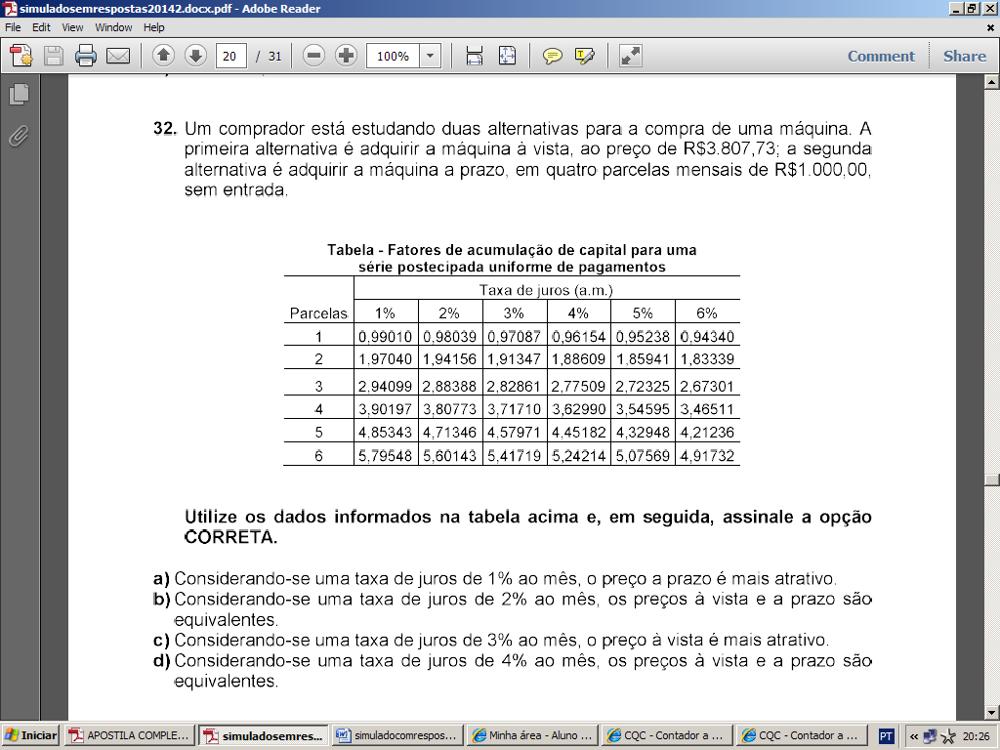 simuladosemrespostas20142.docx.pdf - Adobe Reader
File Edit View Window Help
20 / 31 100% Comment Share
32. Um comprador está estudando duas alternativas para a compra de uma máquina. A
primeira alternativa é adquirir a máquina à vista, ao preço de R$3.807,73; a segunda
alternativa é adquirir a máquina a prazo, em quatro parcelas mensais de R$1.000,00,
sem entrada.
Tabela - Fatores de acumulação de capital para uma
série postecipada uniforme de pagamentos
Taxa de juros (a.m.)
Parcelas 1% 2% 3% 4% 5% 6%
1 0,99010 0,98039 0,97087 0,96154 0,95238 0,94340
2 1,97040 1,94156 1,91347 1,88609 1,85941 1,83339
3 2,94099 2,88388 2,82861 2,77509 2,72325 2,67301
4 3,90197 3,80773 3,71710 3,62990 3,54595 3,46511
5 4,85343 4,71346 4,57971 4,45182 4,32948 4,21236
6 5,79548 5,60143 5,41719 5,24214 5,07569 4,91732
Utilize os dados informados na tabela acima e, em seguida, assinale a opção
CORRETA.
a) Considerando-se uma taxa de juros de 1% ao mês, o preço a prazo é mais atrativo.
b) Considerando-se uma taxa de juros de 2% ao mês, os preços à vista e a prazo são
equivalentes.
c) Considerando-se uma taxa de juros de 3% ao mês, o preço à vista é mais atrativo.
d) Considerando-se uma taxa de juros de 4% ao mês, os preços à vista e a prazo são
equivalentes.
Iniciar APOSTILA COMPLE... simuladosemres... simuladocomrespos... Minha área - Aluno ... CQC - Contador a ... CQC - Contador a ... PT « 20:26